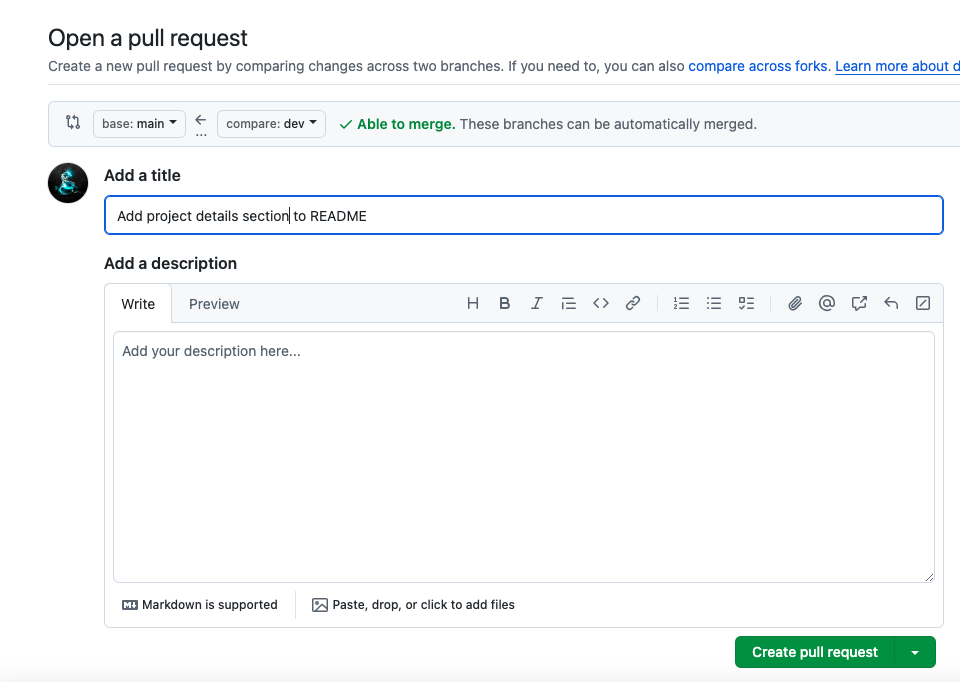 Open a pull request
Create a new pull request by comparing changes across two branches. If you need to, you can also compare across forks. Learn more about d
base: main ← compare: dev ✓ Able to merge. These branches can be automatically merged.
...
Add a title
Add project details section to README
Add a description
Write Preview
Add your description here...
Markdown is supported Paste, drop, or click to add files
Create pull request